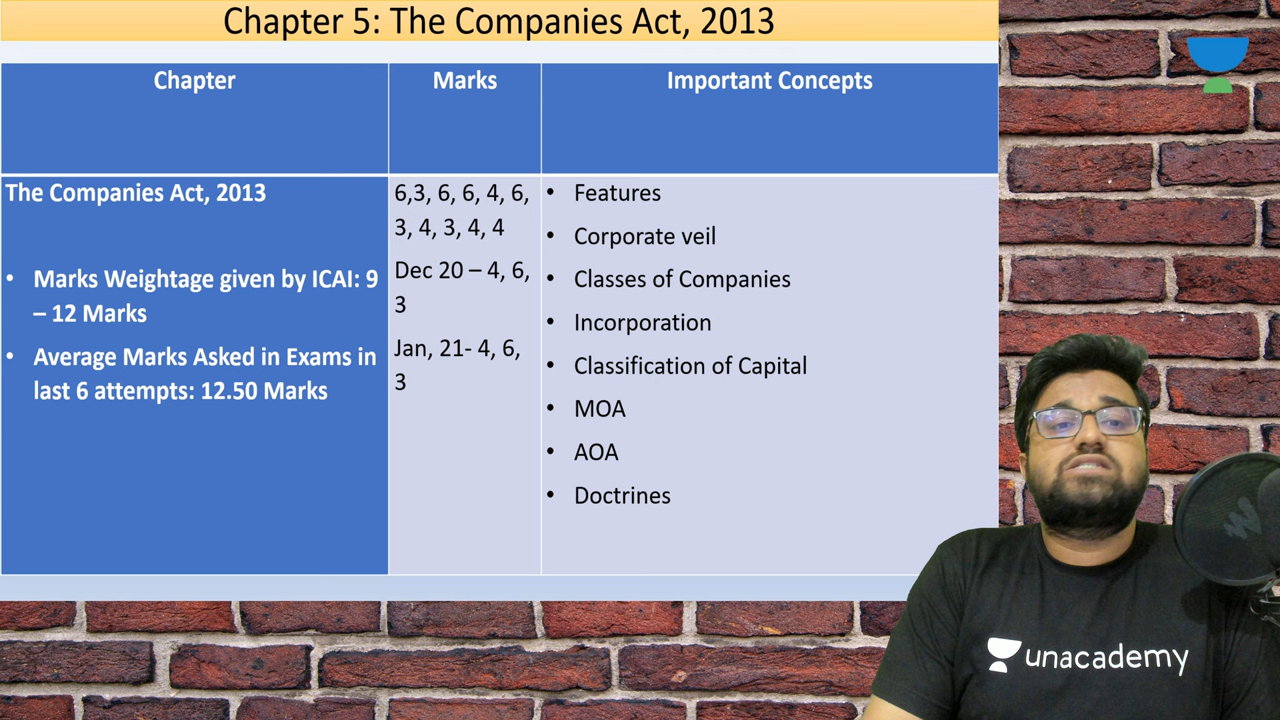 Chapter 5: The Companies Act, 2013
Chapter
Marks
Important Concepts
The Companies Act, 2013
• Marks Weightage given by ICAI: 9
– 12 Marks
• Average Marks Asked in Exams in
last 6 attempts: 12.50 Marks
6,3, 6, 6, 4, 6,
3, 4, 3, 4, 4
Dec 20 – 4, 6,
3
Jan, 21- 4, 6,
3
• Features
• Corporate veil
• Classes of Companies
• Incorporation
• Classification of Capital
• MOA
• AOA
• Doctrines
unacademy